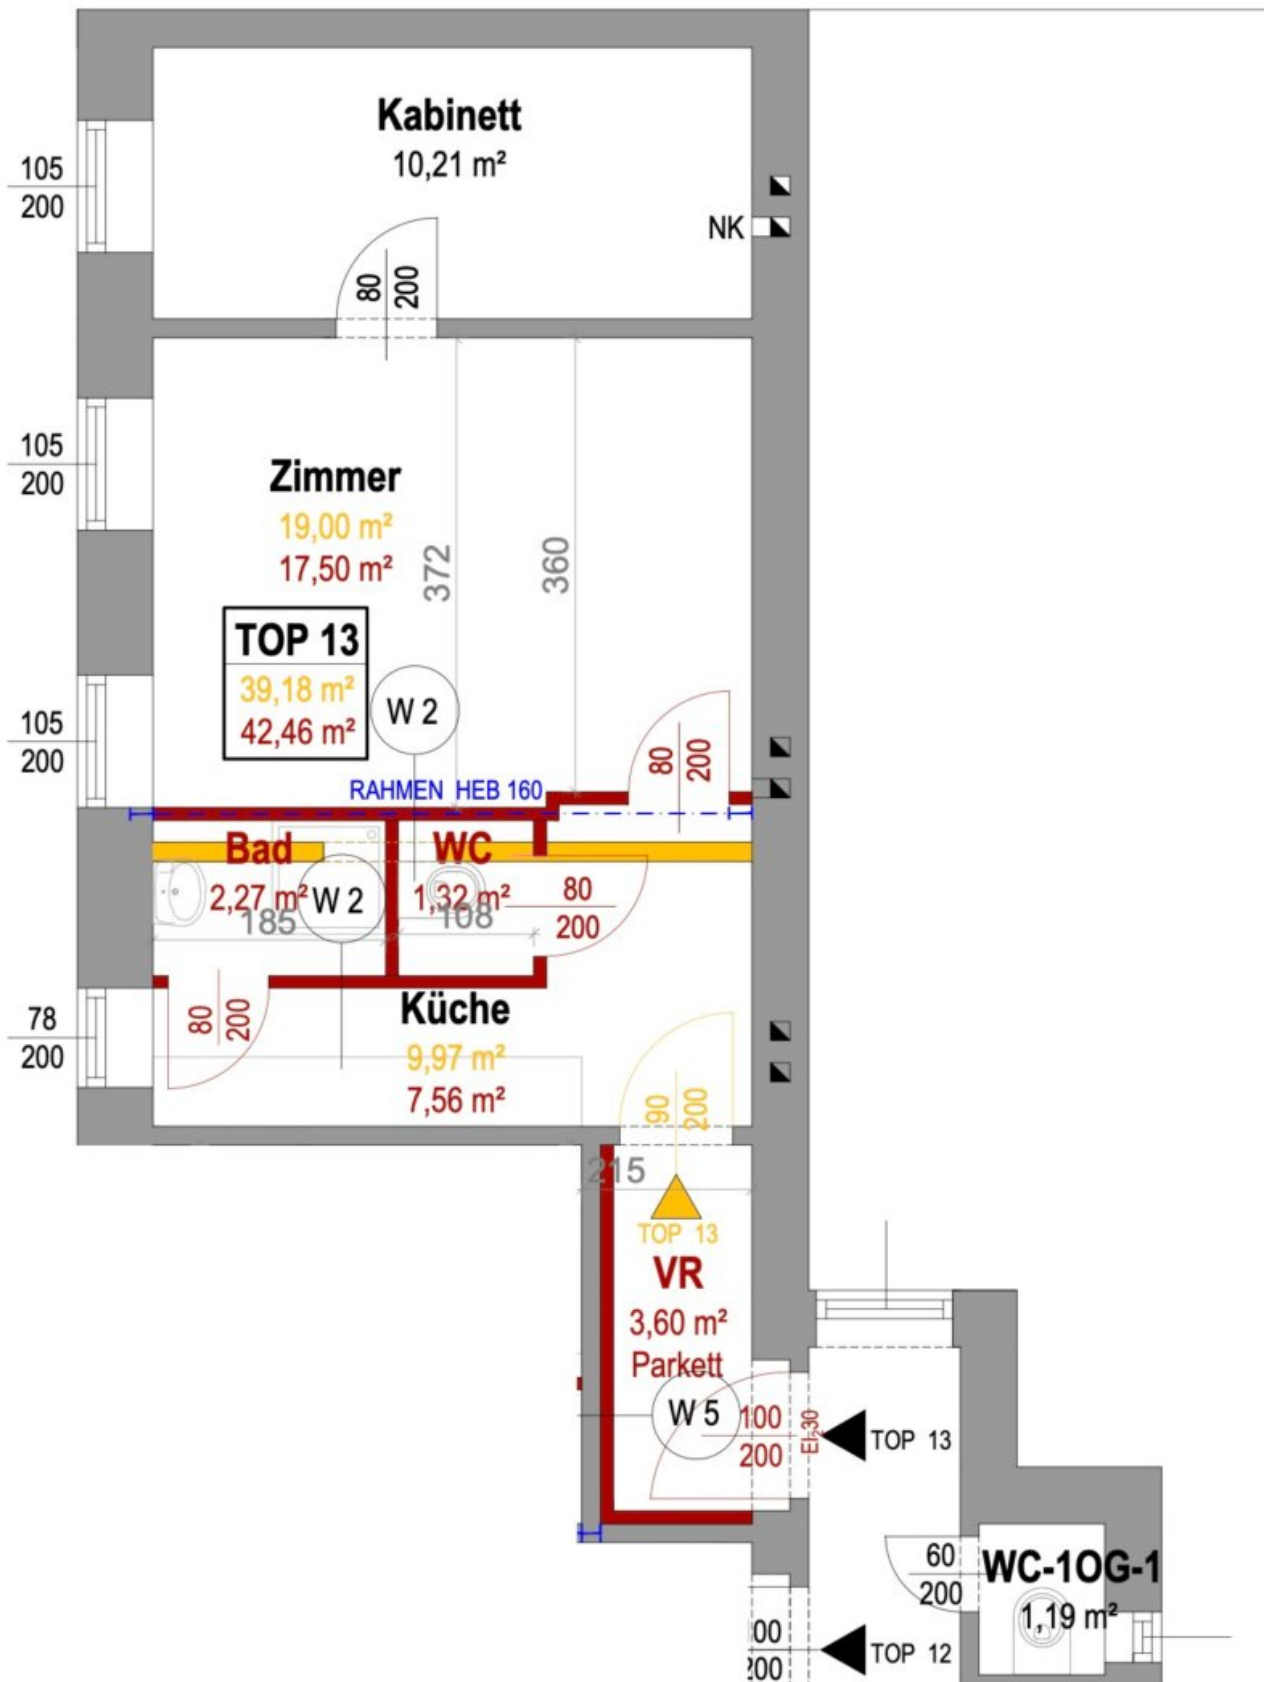 Kabinett
10,21 m²
105
200
NK
80
200
105
200
Zimmer
19,00 m²
17,50 m²
372
360
TOP 13
39,18 m²
42,46 m²
W 2
105
200
80
200
RAHMEN HEB 160
Bad
2,27 m²
W 2
185
WC
1,32 m²
108
80
200
78
200
80
200
Küche
9,97 m²
7,56 m²
90
200
215
TOP 13
VR
3,60 m²
Parkett
W 5
100
200
EI₂30
TOP 13
60
200
WC-1OG-1
1,19 m²
00
200
TOP 12